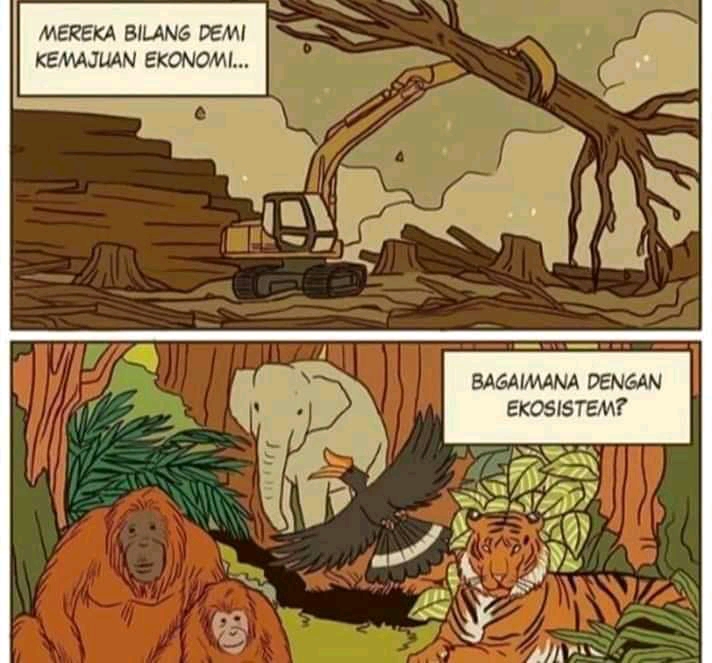 MEREKA BILANG DEMI
KEMAJUAN EKONOMI...
BAGAIMANA DENGAN
EKOSISTEM?